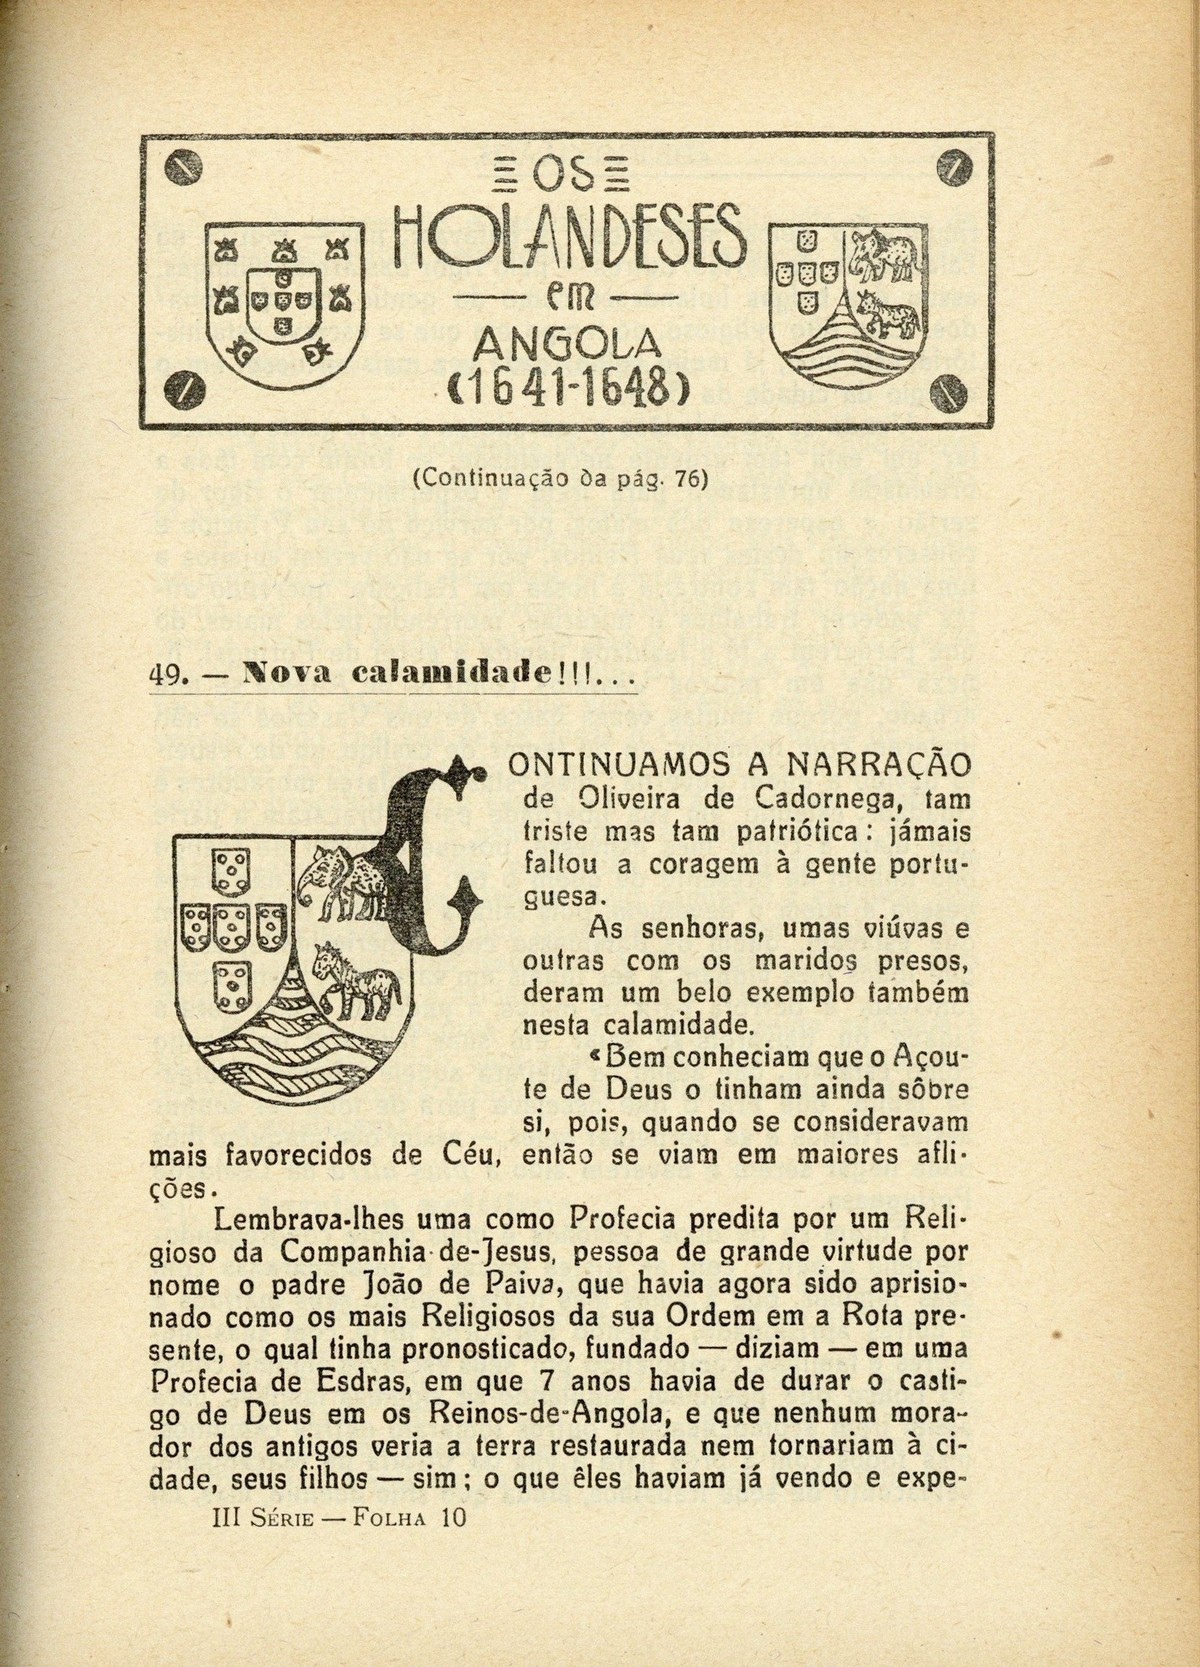 OS
HOLANDESES
— em —
ANGOLA
(1641-1648)
(Continuação da pág. 76)
49. — Nova calamidade!!!...
CONTINUAMOS A NARRAÇÃO
de Oliveira de Cadornega, tam
triste mas tam patriótica: jámais
faltou a coragem à gente portu-
guesa.
As senhoras, umas viúvas e
outras com os maridos presos,
deram um belo exemplo também
nesta calamidade.
«Bem conheciam que o Açou-
te de Deus o tinham ainda sôbre
si, pois, quando se consideravam
mais favorecidos de Céu, então se viam em maiores afli-
ções.
Lembrava-lhes uma como Profecia predita por um Reli-
gioso da Companhia-de-Jesus, pessoa de grande virtude por
nome o padre João de Paiva, que havia agora sido aprisio-
nado como os mais Religiosos da sua Ordem em a Rota pre-
sente, o qual tinha pronosticado, fundado — diziam — em uma
Profecia de Esdras, em que 7 anos havia de durar o casti-
go de Deus em os Reinos-de-Angola, e que nenhum mora-
dor dos antigos veria a terra restaurada nem tornariam à ci-
dade, seus filhos — sim; o que êles haviam já vendo e expe-
III SÉRIE — FOLHA 10